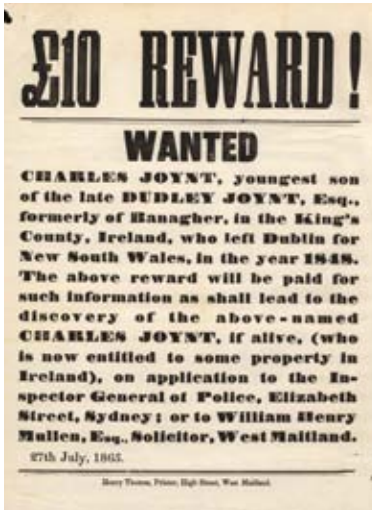 £10 REWARD!
WANTED
CHARLES JOYNT, youngest son
of the late DUDLEY JOYNT, Esq.,
formerly of Banagher, in the King's
County, Ireland, who left Dublin for
New South Wales, in the year 1848.
The above reward will be paid for
such information as shall lead to the
discovery of the above-named
CHARLES JOYNT, if alive, (who
is now entitled to some property in
Ireland), on application to the In-
spector General of Police, Elizabeth
Street, Sydney; or to William Henry
Mullen, Esq., Solicitor, West Maitland.
27th July, 1865.
Henry Thomas, Printer, High Street, West Maitland.